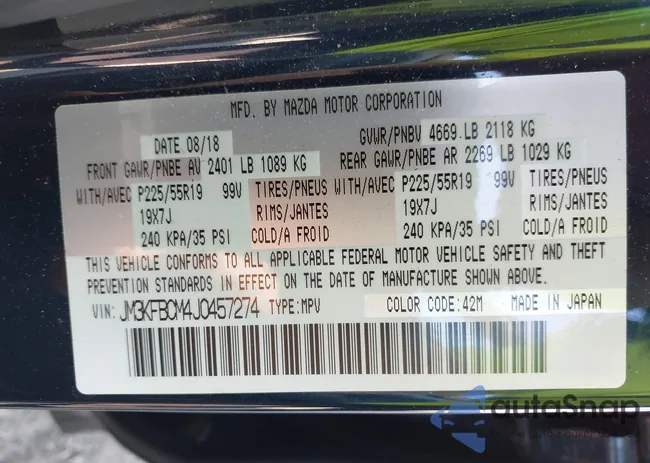 MFD. BY MAZDA MOTOR CORPORATION
DATE 08/18 GVWR/PNBV 4669 LB 2118 KG
FRONT GAWR/PNBE AV 2401 LB 1089 KG REAR GAWR/PNBE AR 2269 LB 1029 KG
WITH/AVEC P225/55R19 99V TIRES/PNEUS WITH/AVEC P225/55R19 99V TIRES/PNEUS
19X7J RIMS/JANTES 19X7J RIMS/JANTES
240 KPA/35 PSI COLD/A FROID 240 KPA/35 PSI COLD/A FROID
THIS VEHICLE CONFORMS TO ALL APPLICABLE FEDERAL MOTOR VEHICLE SAFETY AND THEFT
PREVENTION STANDARDS IN EFFECT ON THE DATE OF MANUFACTURE SHOWN ABOVE.
VIN: JM3KFBCM4J0457274 TYPE:MPV COLOR CODE:42M MADE IN JAPAN
autoSnap